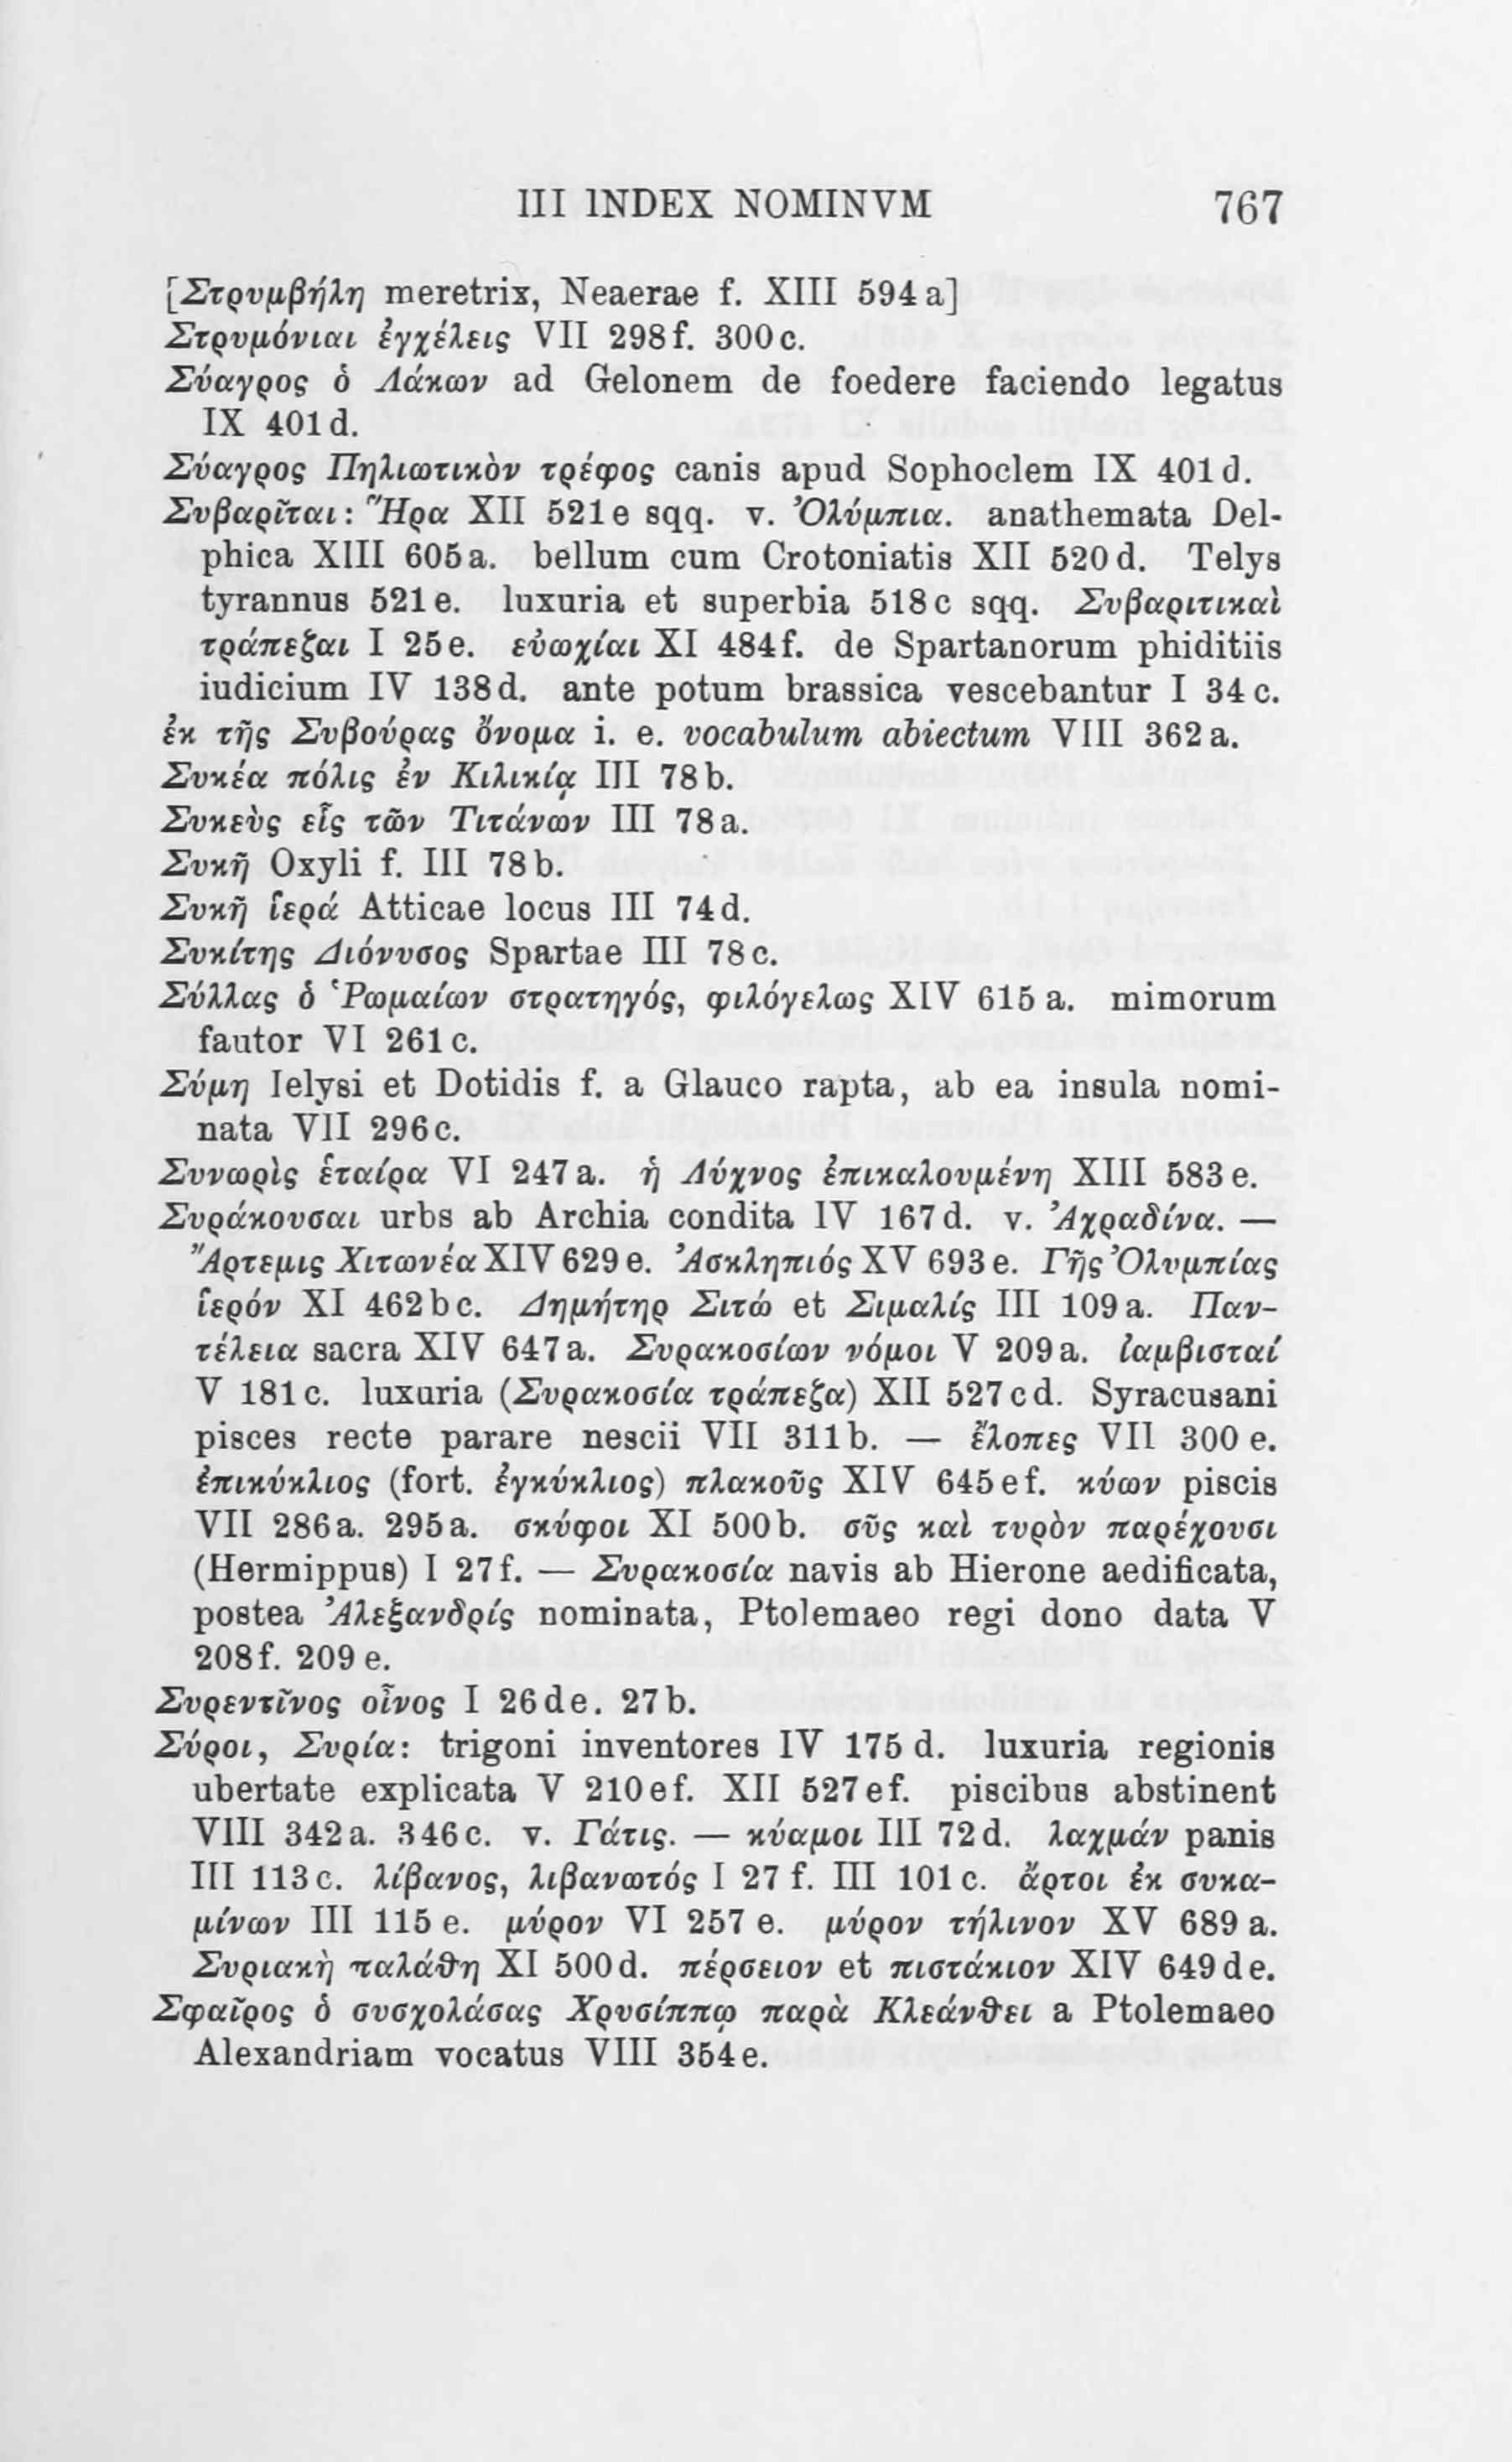 III INDEX NOMINVM 767
[Στρυμβήλη meretrix, Neaerae f. XIII 594 a]
Στρυμόνιαι ἐγχέλεις VII 298 f. 300 c.
Σύαγρος ὁ Λάκων ad Gelonem de foedere faciendo legatus
IX 401 d.
Σύαγρος Πηλιωτικὸν τρέφος canis apud Sophoclem IX 401 d.
Συβαρῖται: Ἥρα XII 521 e sqq. v. Ὀλύμπια. anathemata Del-
phica XIII 605 a. bellum cum Crotoniatis XII 520 d. Telys
tyrannus 521 e. luxuria et superbia 518 c sqq. Συβαριτικαὶ
τράπεζαι I 25 e. εὐωχίαι XI 484 f. de Spartanorum phiditiis
iudicium IV 138 d. ante potum brassica vescebantur I 34 c.
ἐκ τῆς Συβούρας ὄνομα i. e. vocabulum abiectum VIII 362 a.
Συκέα πόλις ἐν Κιλικίᾳ III 78 b.
Συκεὺς εἷς τῶν Τιτάνων III 78 a.
Συκῆ Oxyli f. III 78 b.
Συκῆ ἱερά Atticae locus III 74 d.
Συκίτης Διόνυσος Spartae III 78 c.
Σύλλας ὁ Ῥωμαίων στρατηγός, φιλόγελως XIV 615 a. mimorum
fautor VI 261 c.
Σύμη Ielysi et Dotidis f. a Glauco rapta, ab ea insula nomi-
nata VII 296 c.
Συνωρὶς ἑταίρα VI 247 a. ἡ Λύχνος ἐπικαλουμένη XIII 583 e.
Συράκουσαι urbs ab Archia condita IV 167 d. v. Ἀχραδίνα. —
Ἄρτεμις Χιτωνέα XIV 629 e. Ἀσκληπιός XV 693 e. Γῆς Ὀλυμπίας
ἱερόν XI 462 b c. Δημήτηρ Σιτώ et Σιμαλίς III 109 a. Παν-
τέλεια sacra XIV 647 a. Συρακοσίων νόμοι V 209 a. ἰαμβισταί
V 181 c. luxuria (Συρακοσία τράπεζα) XII 527 c d. Syracusani
pisces recte parare nescii VII 311 b. — ἔλοπες VII 300 e.
ἐπικύκλιος (fort. ἐγκύκλιος) πλακοῦς XIV 645 e f. κύων piscis
VII 286 a. 295 a. σκύφοι XI 500 b. σῦς καὶ τυρὸν παρέχουσι
(Hermippus) I 27 f. — Συρακοσία navis ab Hierone aedificata,
postea Ἀλεξανδρίς nominata, Ptolemaeo regi dono data V
208 f. 209 e.
Συρεντῖνος οἶνος I 26 d e. 27 b.
Σύροι, Συρία: trigoni inventores IV 175 d. luxuria regionis
ubertate explicata V 210 e f. XII 527 e f. piscibus abstinent
VIII 342 a. 346 c. v. Γάτις. — κύαμοι III 72 d. λαχμάν panis
III 113 c. λίβανος, λιβανωτός I 27 f. III 101 c. ἄρτοι ἐκ συκα-
μίνων III 115 e. μύρον VI 257 e. μύρον τήλινον XV 689 a.
Συριακὴ παλάθη XI 500 d. πέρσειον et πιστάκιον XIV 649 d e.
Σφαῖρος ὁ συσχολάσας Χρυσίππῳ παρὰ Κλεάνθει a Ptolemaeo
Alexandriam vocatus VIII 354 e.